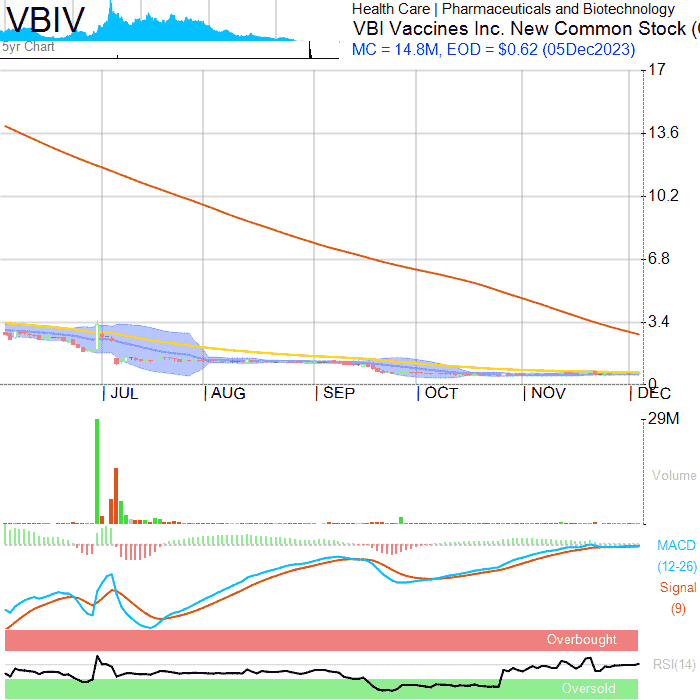 VBIV
5yr Chart
Health Care | Pharmaceuticals and Biotechnology
VBI Vaccines Inc. New Common Stock (
MC = 14.8M, EOD = $0.62 (05Dec2023)
17
13.6
10.2
6.8
3.4
0
JUL AUG SEP OCT NOV DEC
29M
Volume
MACD
(12-26)
Signal
(9)
Overbought
RSI(14)
Oversold